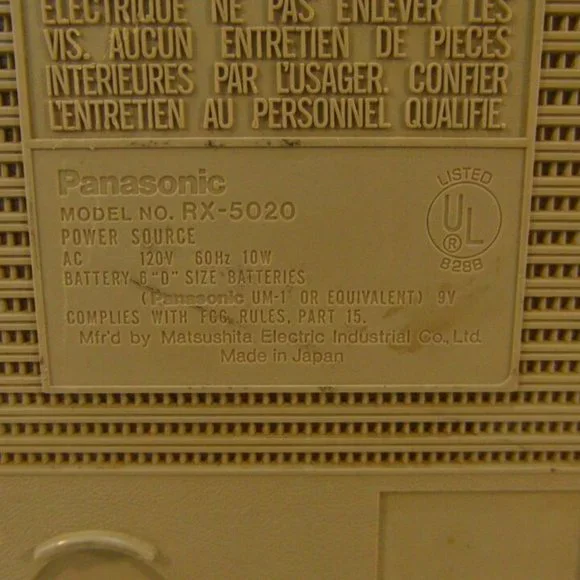 ELECTRIQUE NE PAS ENLEVER LES
VIS. AUCUN ENTRETIEN DE PIECES
INTERIEURES PAR L'USAGER. CONFIER
L'ENTRETIEN AU PERSONNEL QUALIFIE.
Panasonic
MODEL NO. RX-5020
POWER SOURCE
AC 120V 60Hz 10W
BATTERY 6 "D" SIZE BATTERIES
(Panasonic UM-1 OR EQUIVALENT) 9V
COMPLIES WITH FCC RULES, PART 15.
Mfr'd by Matsushita Electric Industrial Co., Ltd.
Made in Japan
LISTED
UL
®
828B